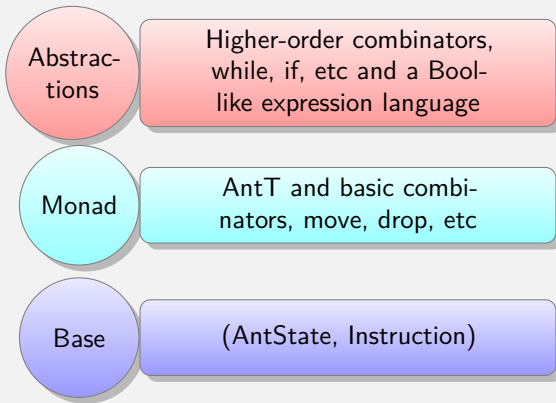 Abstrac-
tions
Higher-order combinators,
while, if, etc and a Bool-
like expression language
Monad
AntT and basic combi-
nators, move, drop, etc
Base
(AntState, Instruction)